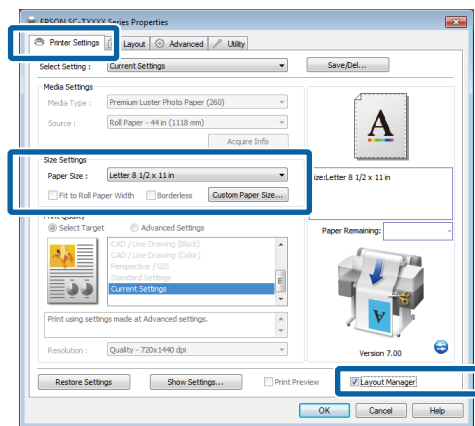 EPSON SC-TXXXX Series Properties
Printer Settings Layout Advanced Utility
Select Setting : Current Settings Save/Del...
Media Settings
Media Type : Premium Luster Photo Paper (260)
Source : Roll Paper - 44 in (1118 mm)
Acquire Info
A
Size Settings
Paper Size : Letter 8 1/2 x 11 in
ize:Letter 8 1/2 x 11 in
Fit to Roll Paper Width Borderless Custom Paper Size...
Print Quality
Select Target Advanced Settings
Paper Remaining:
CAD / Line Drawing (Black)
CAD / Line Drawing (Color)
Perspective / GIS
Standard Settings
Current Settings
A
Print using settings made at Advanced settings.
Resolution : Quality - 720x1440 dpi
Version 7.00
Restore Settings Show Settings... Print Preview Layout Manager
OK Cancel Help